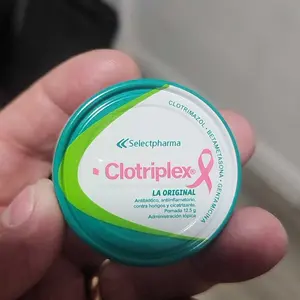 Selectpharma
Clotriplex®
LA ORIGINAL
Antibiótico, antiinflamatorio,
contra hongos y cicatrizante.
Pomada 12,5 g
Administración tópica
CLOTRIMAZOL - BETAMETASONA - GENTAMICINA